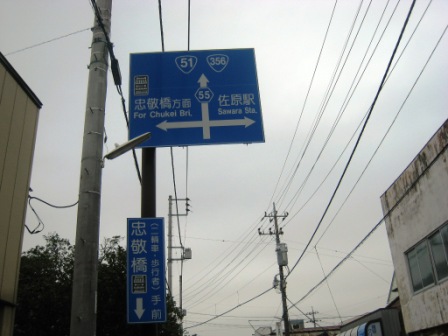 51 356
忠敬橋方面
For Chukei Bri.
55
佐原駅
Sawara Sta.
忠敬橋
(二輪車・歩行者)手前